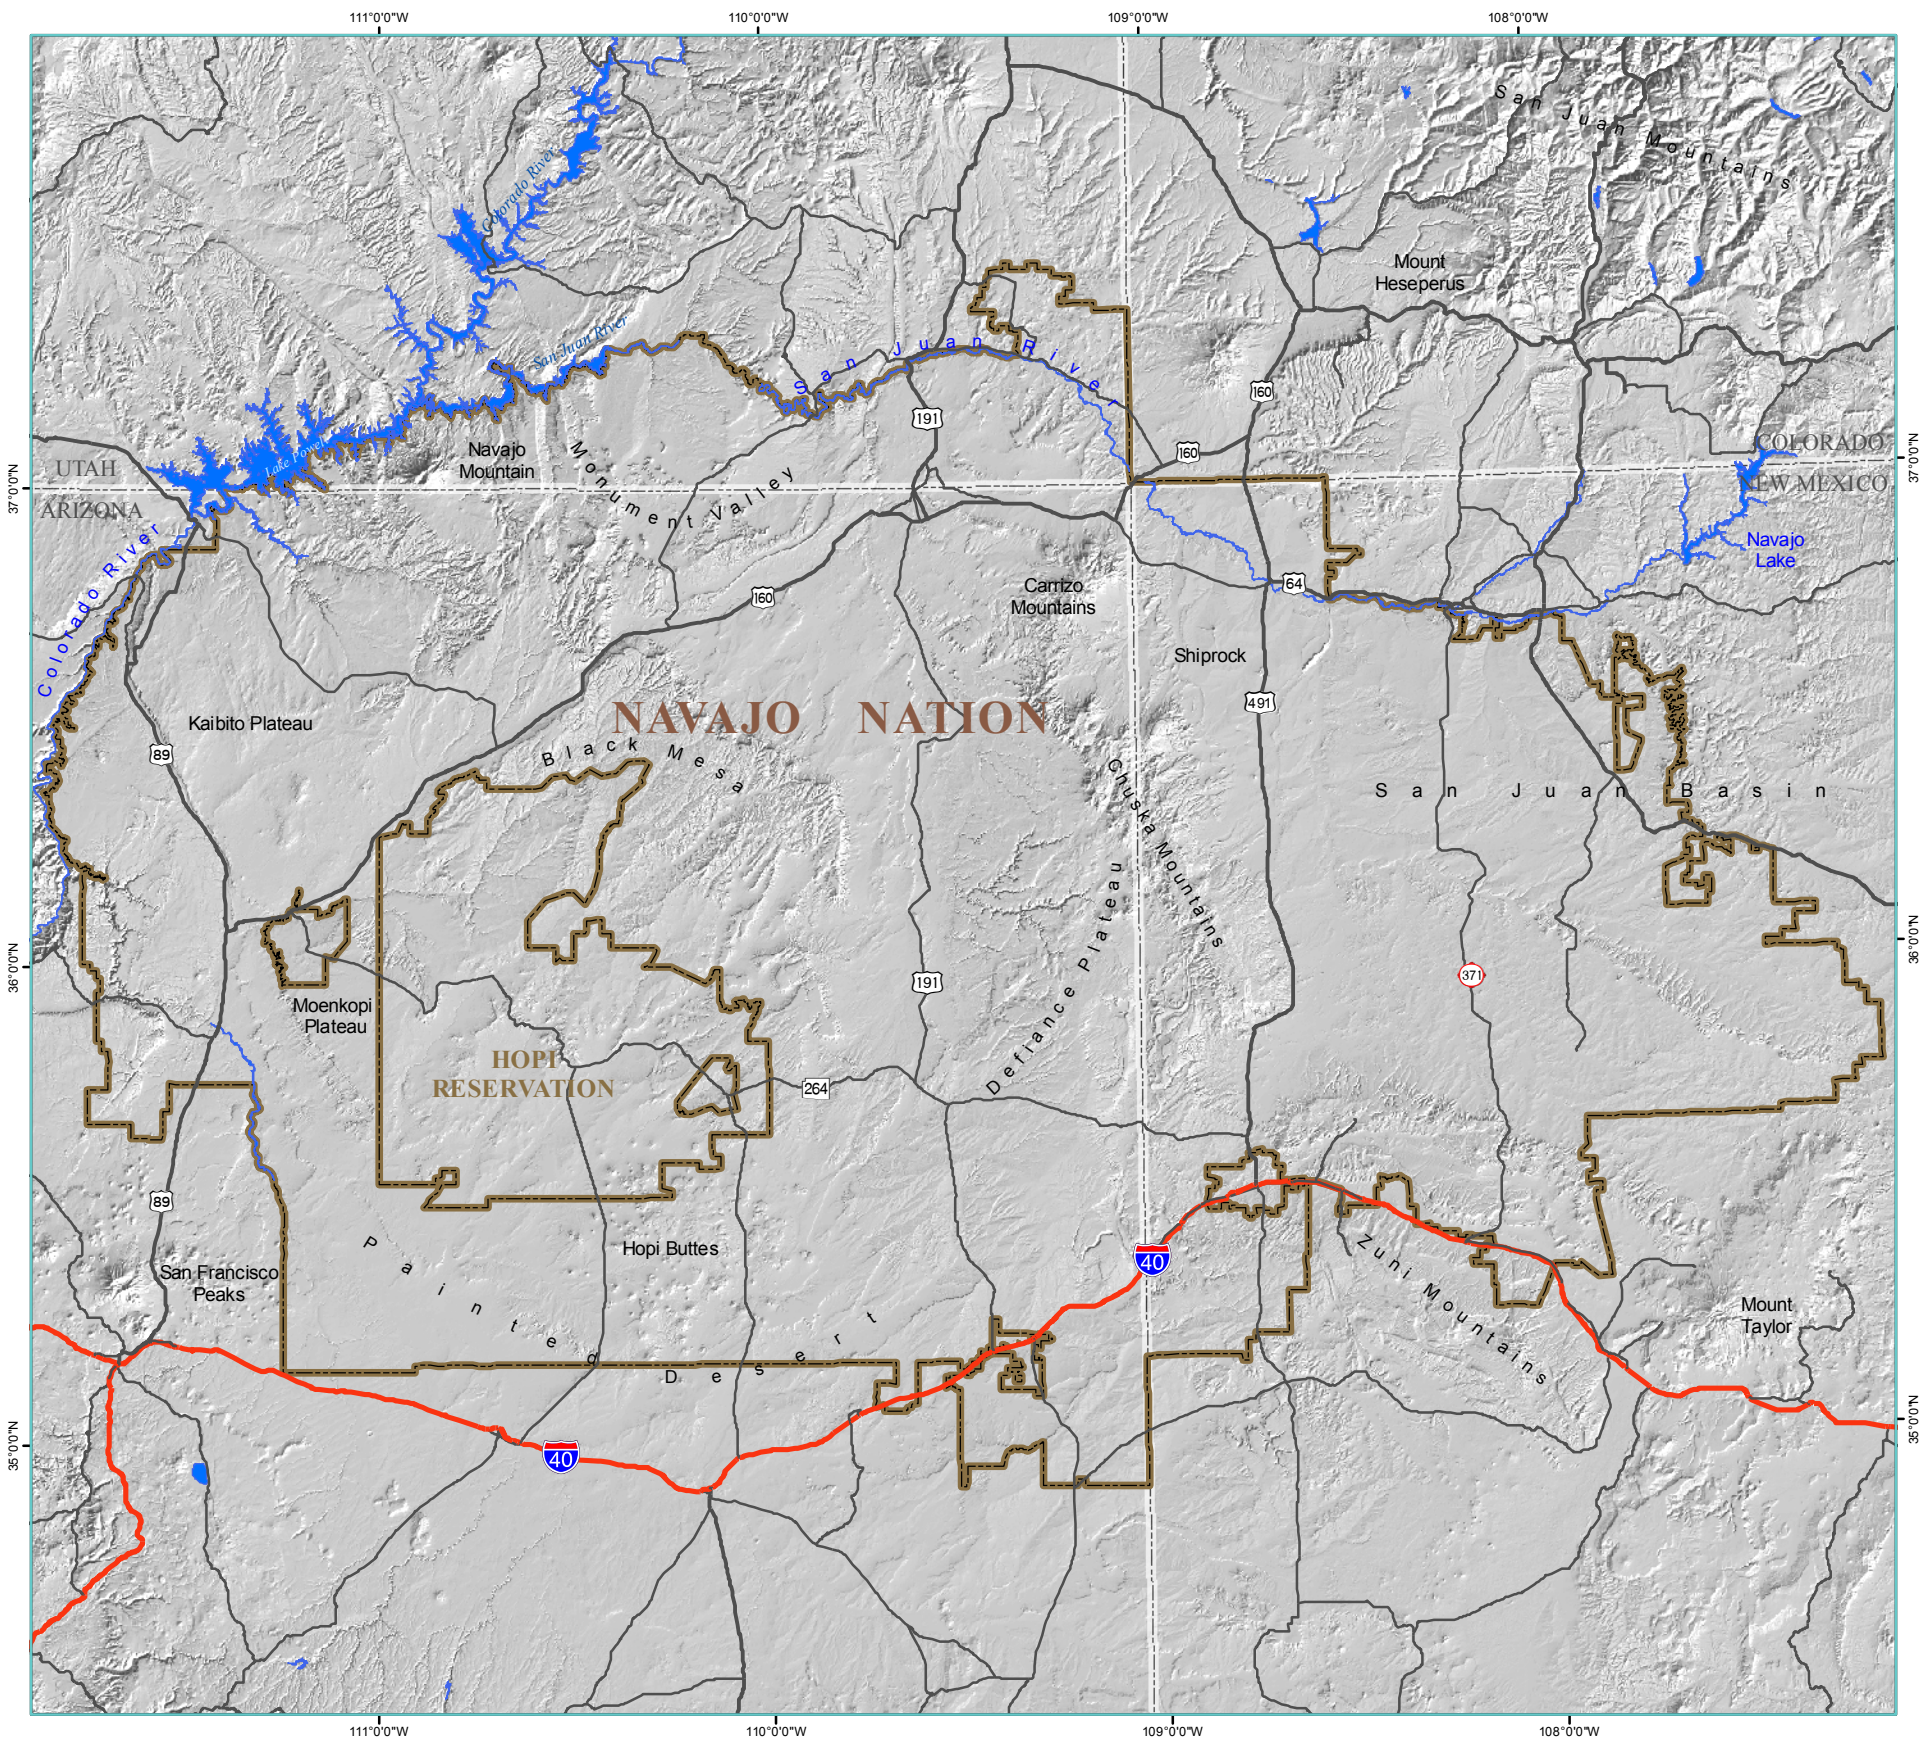 111°0'0"W
110°0'0"W
109°0'0"W
108°0'0"W
San Juan Mountains
Colorado River
Mount
Heseperus
San Juan River
San Juan River
160
191
Navajo
Mountain
Monument Valley
160
COLORADO
NEW MEXICO
UTAH
ARIZONA
Lake Powell
37°0'0"N
37°0'0"N
Colorado River
Navajo
Lake
160
64
Carrizo
Mountains
Shiprock
491
NAVAJO NATION
Kaibito Plateau
89
Black Mesa
Chuska Mountains
San Juan Basin
Defiance Plateau
36°0'0"N
36°0'0"N
191
371
Moenkopi
Plateau
HOPI
RESERVATION
264
89
Painted Desert
Hopi Buttes
40
Zuni Mountains
San Francisco
Peaks
Mount
Taylor
35°0'0"N
35°0'0"N
40
111°0'0"W
110°0'0"W
109°0'0"W
108°0'0"W